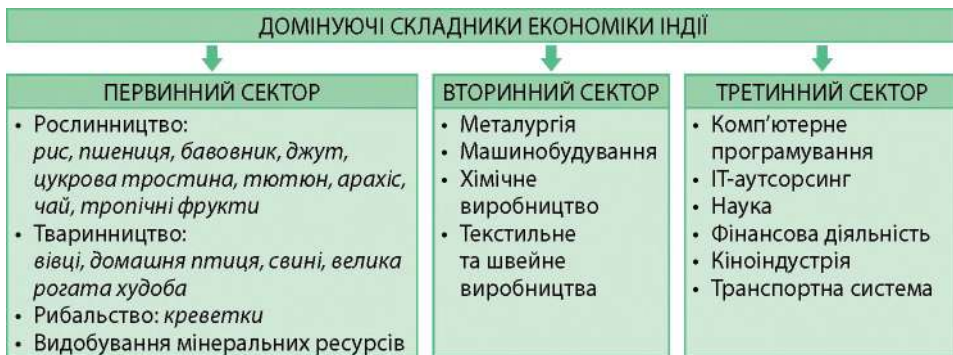 ДОМІНУЮЧІ СКЛАДНИКИ ЕКОНОМІКИ ІНДІЇ
ПЕРВИННИЙ СЕКТОР
• Рослинництво:
рис, пшениця, бавовник, джут,
цукрова тростина, тютюн, арахіс,
чай, тропічні фрукти
• Тваринництво:
вівці, домашня птиця, свині, велика
рогата худоба
• Рибальство: креветки
• Видобування мінеральних ресурсів
ВТОРИННИЙ СЕКТОР
• Металургія
• Машинобудування
• Хімічне
виробництво
• Текстильне
та швейне
виробництва
ТРЕТИННИЙ СЕКТОР
• Комп’ютерне
програмування
• ІТ-аутсорсинг
• Наука
• Фінансова діяльність
• Кіноіндустрія
• Транспортна система